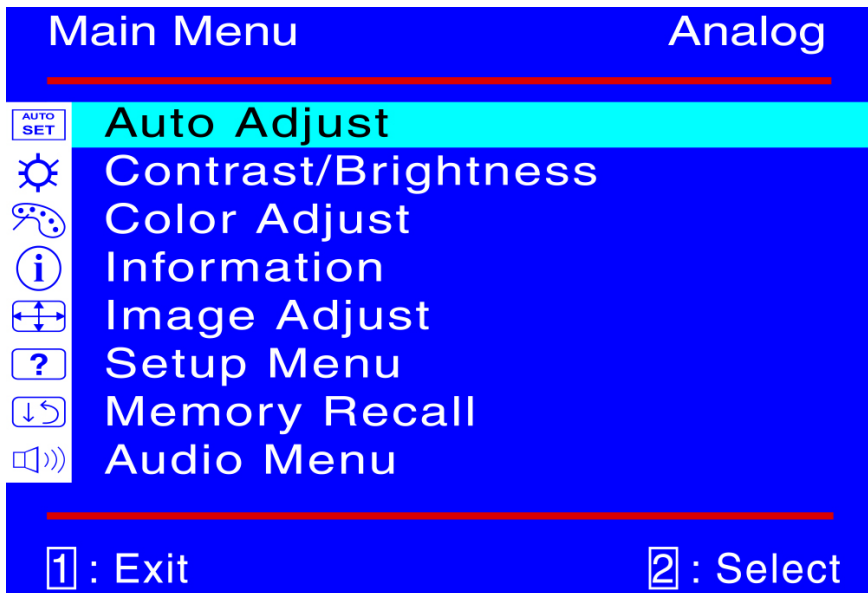 Main Menu Analog
AUTO SET Auto Adjust
Contrast/Brightness
Color Adjust
i Information
Image Adjust
? Setup Menu
Memory Recall
Audio Menu
1 : Exit 2 : Select